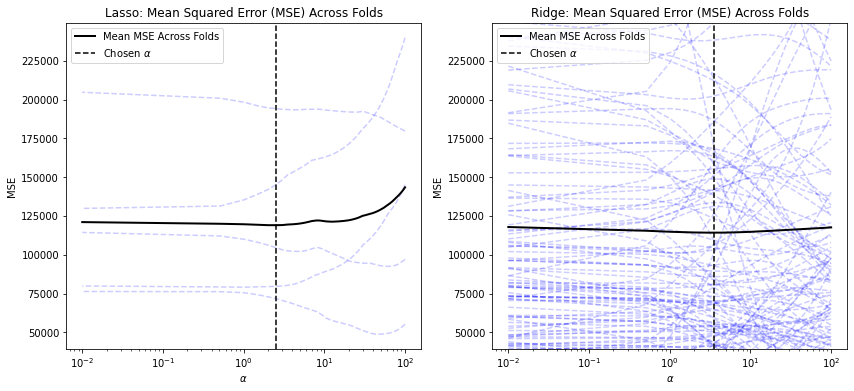 Lasso: Mean Squared Error (MSE) Across Folds
Mean MSE Across Folds
Chosen α
225000
200000
175000
150000
125000
100000
75000
50000
MSE
10⁻²
10⁻¹
10⁰
10¹
10²
α
Ridge: Mean Squared Error (MSE) Across Folds
Mean MSE Across Folds
Chosen α
225000
200000
175000
150000
125000
100000
75000
50000
MSE
10⁻²
10⁻¹
10⁰
10¹
10²
α